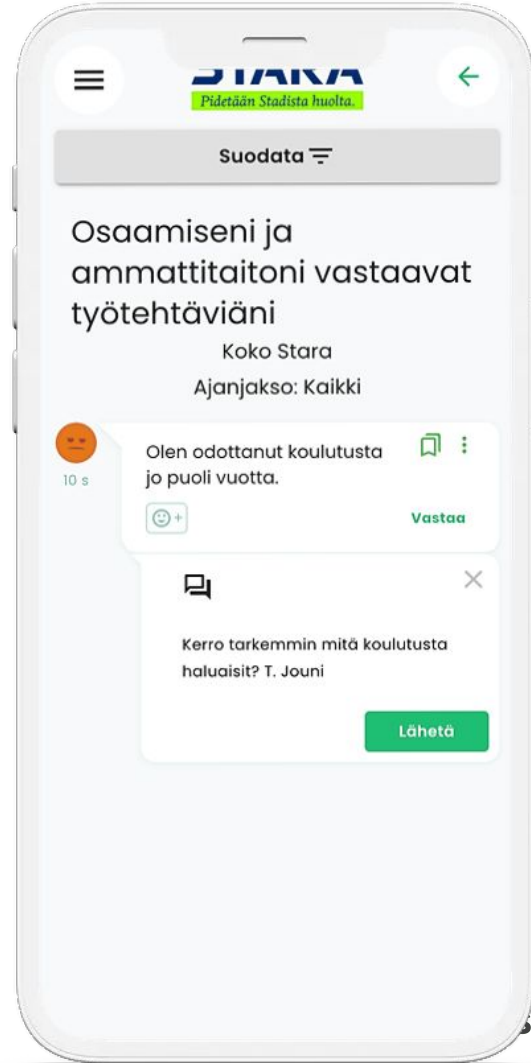 STARA
Pidetään Stadista huolta.
Suodata
Osaamiseni ja
ammattitaitoni vastaavat
työtehtäviäni
Koko Stara
Ajanjakso: Kaikki
Olen odottanut koulutusta
jo puoli vuotta.
10 s
Vastaa
Kerro tarkemmin mitä koulutusta
haluaisit? T. Jouni
Lähetä